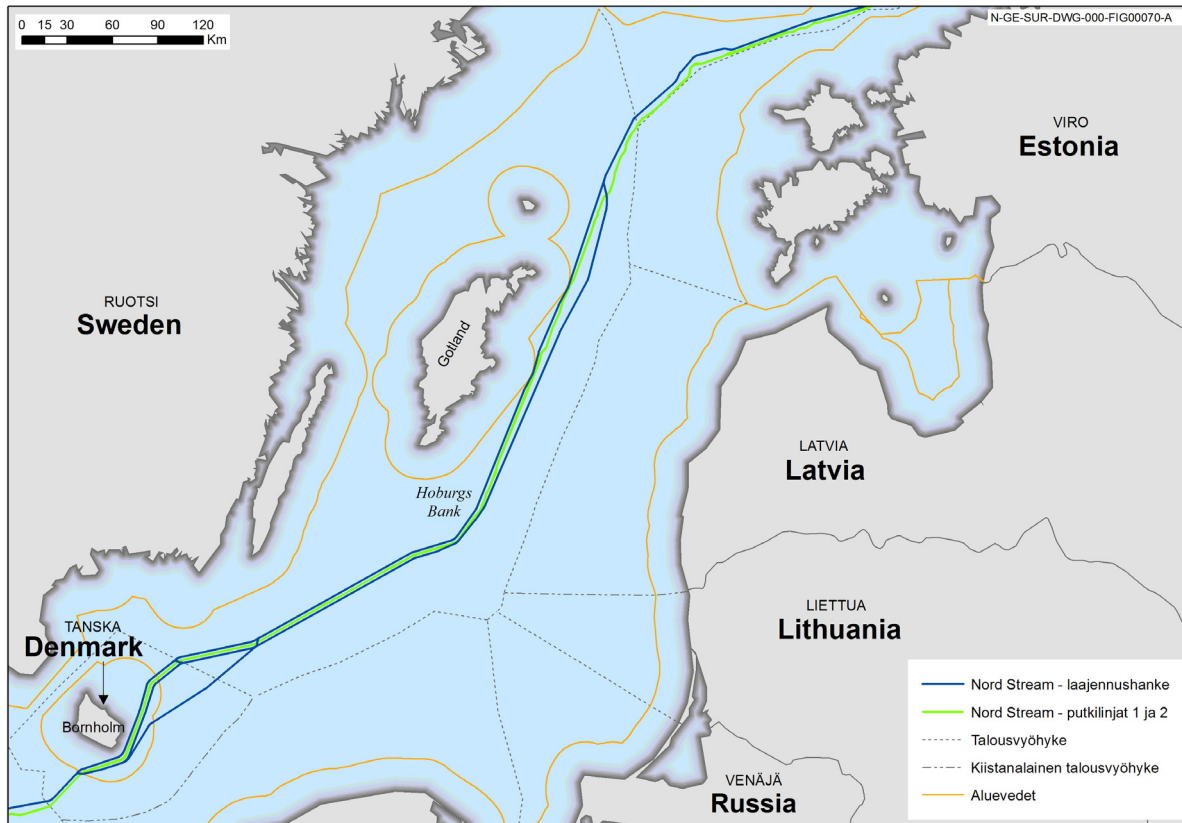 0 15 30 60 90 120
Km
N-GE-SUR-DWG-000-FIG00070-A
VIRO
Estonia
RUOTSI
Sweden
Gotland
LATVIA
Latvia
Hoburgs
Bank
LIETTUA
Lithuania
TANSKA
Denmark
Bornholm
VENÄJÄ
Russia
Nord Stream - laajennushanke
Nord Stream - putkilinjat 1 ja 2
Talousvyöhyke
Kiistanalainen talousvyöhyke
Aluevedet